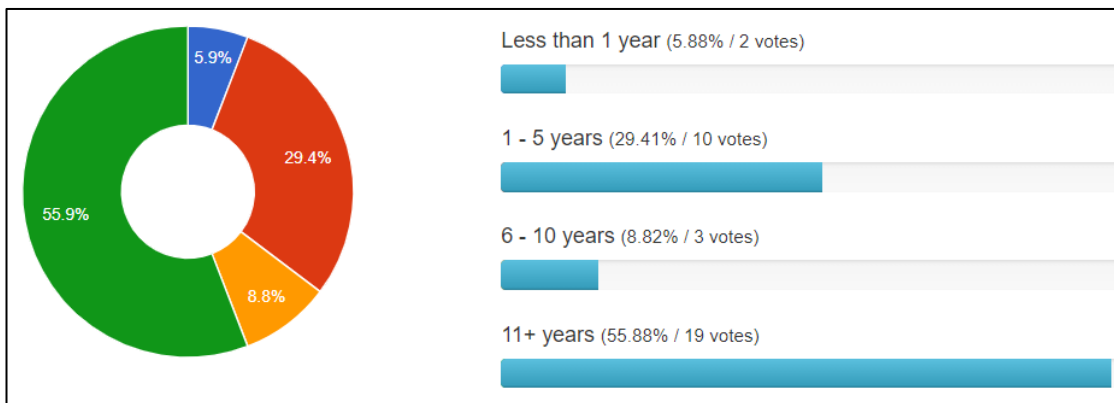 5.9%
29.4%
8.8%
55.9%
Less than 1 year (5.88% / 2 votes)
1 - 5 years (29.41% / 10 votes)
6 - 10 years (8.82% / 3 votes)
11+ years (55.88% / 19 votes)